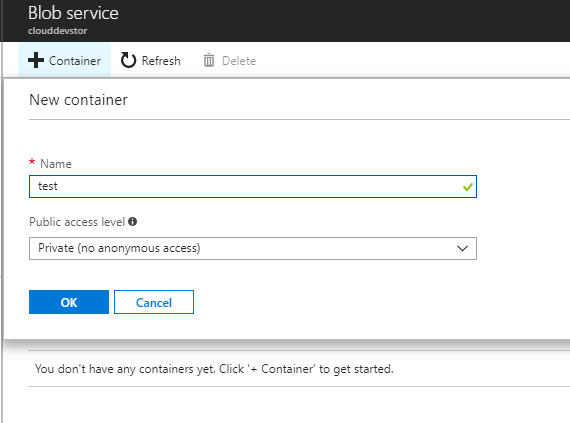 Blob service
clouddevstor
Container Refresh Delete
New container
* Name
test
Public access level
Private (no anonymous access)
OK Cancel
You don't have any containers yet. Click '+ Container' to get started.